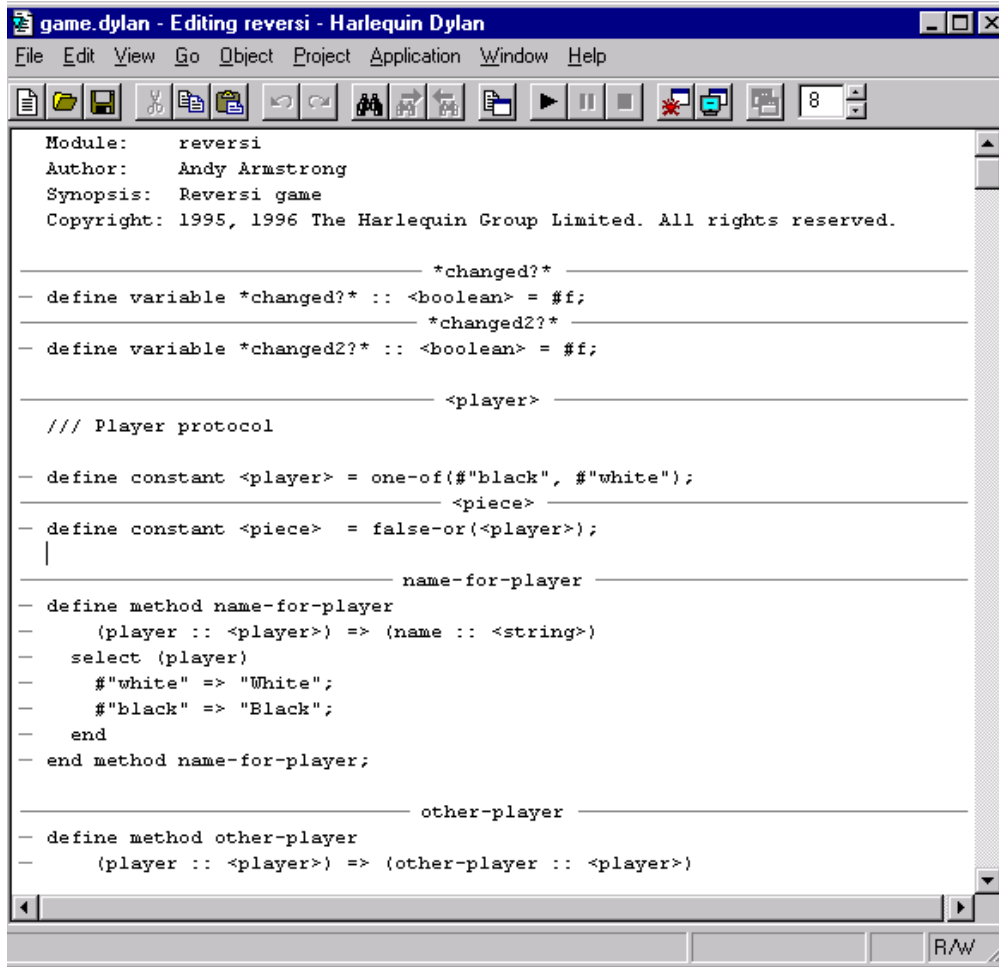 game.dylan - Editing reversi - Harlequin Dylan
File Edit View Go Object Project Application Window Help
8
Module:     reversi
Author:     Andy Armstrong
Synopsis:   Reversi game
Copyright: 1995, 1996 The Harlequin Group Limited. All rights reserved.
*changed?*
define variable *changed?* :: <boolean> = #f;
*changed2?*
define variable *changed2?* :: <boolean> = #f;
<player>
/// Player protocol
define constant <player> = one-of(#"black", #"white");
<piece>
define constant <piece>  = false-or(<player>);
name-for-player
define method name-for-player
    (player :: <player>) => (name :: <string>)
  select (player)
    #"white" => "White";
    #"black" => "Black";
  end
end method name-for-player;
other-player
define method other-player
    (player :: <player>) => (other-player :: <player>)
R/W